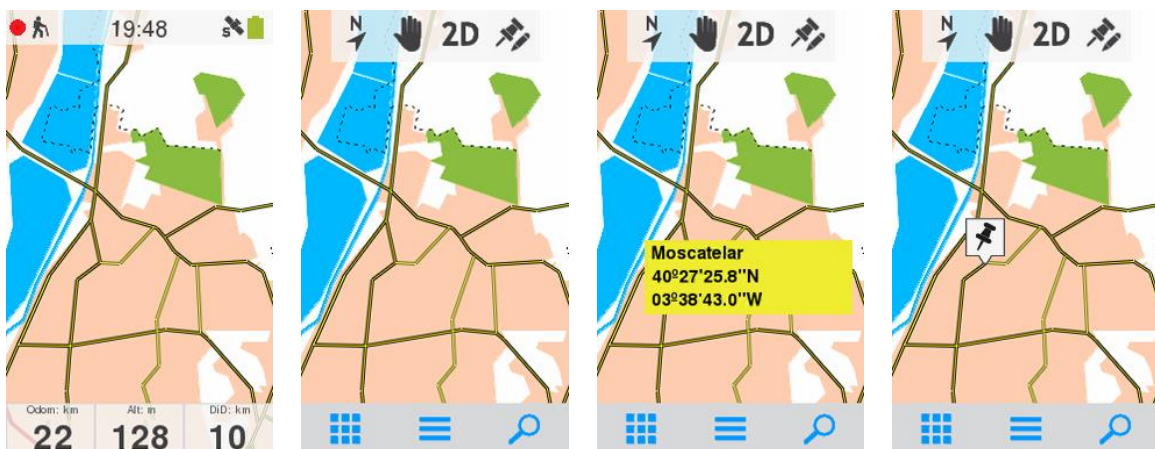 19:48
S
Odom: km Alt: m DiD: km
22 128 10
N 2D
N 2D
Moscatelar
40º27'25.8"N
03º38'43.0"W
N 2D